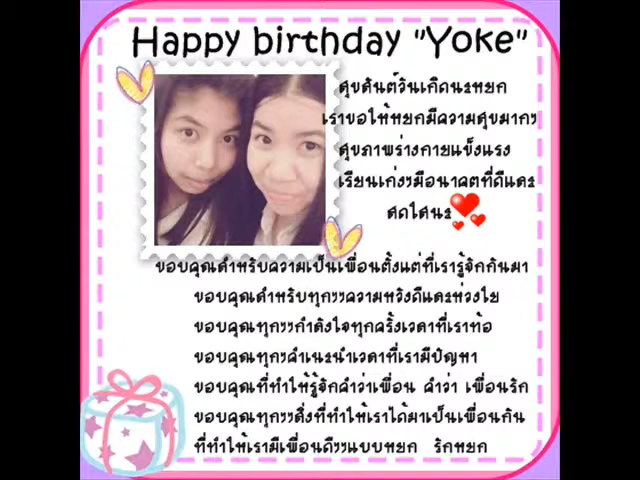 Happy birthday "Yoke"
สุขสันต์วันเกิดนะหยก
เราขอให้หยกมีความสุขมากๆ
สุขภาพร่างกายแข็งแรง
เรียนเก่งๆมีอนาคตที่ดีและ
สดใสนะ
ขอบคุณสำหรับความเป็นเพื่อนตั้งแต่ที่เรารู้จักกันมา
ขอบคุณสำหรับทุกๆความหวังดีและห่วงใย
ขอบคุณทุกๆกำลังใจทุกครั้งเวลาที่เราท้อ
ขอบคุณทุกๆคำแนะนำเวลาที่เรามีปัญหา
ขอบคุณที่ทำให้รู้จักคำว่าเพื่อน คำว่า เพื่อนรัก
ขอบคุณทุกๆสิ่งที่ทำให้เราได้มาเป็นเพื่อนกัน
ที่ทำให้เรามีเพื่อนดีๆแบบหยก รักหยก